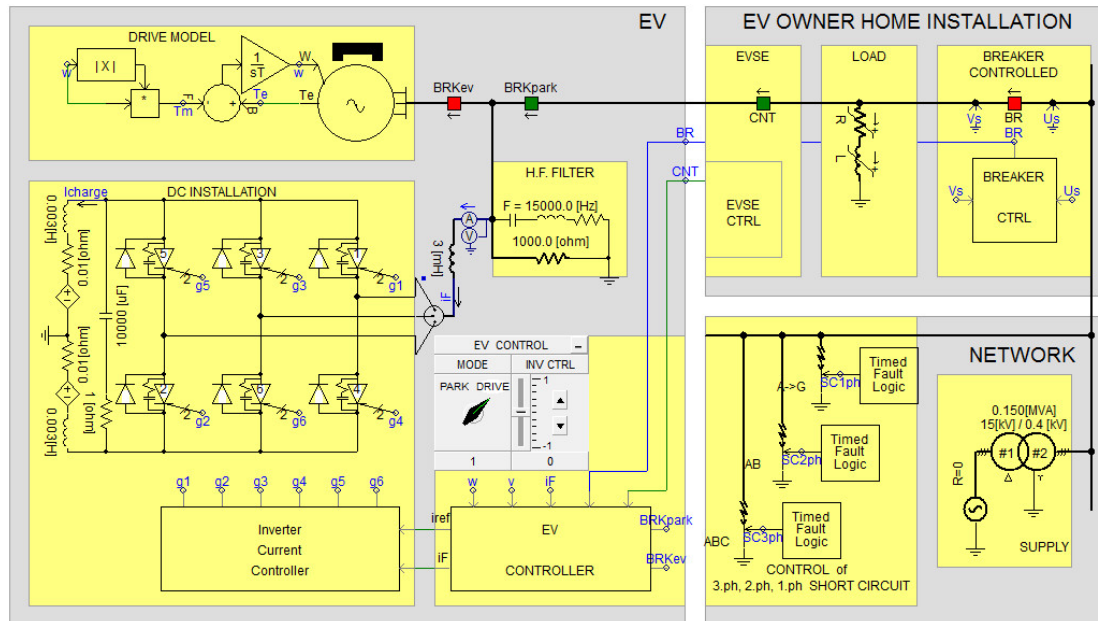 EV
EV OWNER HOME INSTALLATION
DRIVE MODEL
|X|
w
*
F
Tm
-
+
1
sT
W
w
Te
Te
B
BRKev
BRKpark
EVSE
CNT
EVSE
CTRL
BR
CNT
LOAD
R
L
BREAKER
CONTROLLED
Vs
BR
Us
BR
BREAKER
CTRL
Vs
Us
H.F. FILTER
F = 15000.0 [Hz]
1000.0 [ohm]
A
V
3 [mH]
iF
DC INSTALLATION
Icharge
0.003[H]
0.01 [ohm]
0.01 [ohm]
0.003[H]
10000 [uF]
1 [ohm]
5
2
g5
3
2
g3
1
2
g1
2
2
g2
6
2
g6
4
2
g4
EV CONTROL
MODE
INV CTRL
PARK DRIVE
1
-1
1
0
g1 g2 g3 g4 g5 g6
Inverter
Current
Controller
iref
iF
w v iF
EV
CONTROLLER
BRKpark
BRKev
A->G
SC1ph
Timed
Fault
Logic
AB
SC2ph
Timed
Fault
Logic
ABC
SC3ph
Timed
Fault
Logic
CONTROL of
3.ph, 2.ph, 1.ph SHORT CIRCUIT
NETWORK
0.150[MVA]
15[kV] / 0.4 [kV]
#1
#2
R=0
SUPPLY